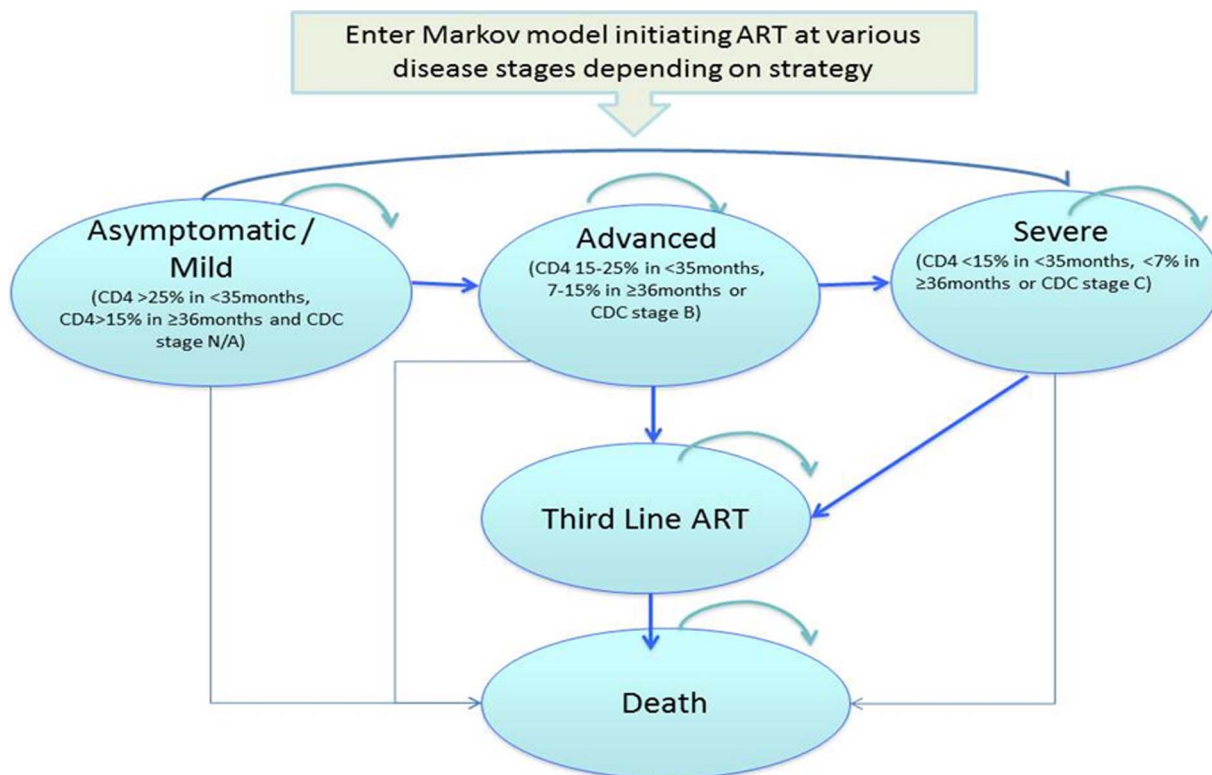 Enter Markov model initiating ART at various
disease stages depending on strategy
Asymptomatic /
Mild
(CD4 >25% in <35months,
CD4>15% in ≥36months and CDC
stage N/A)
Advanced
(CD4 15-25% in <35months,
7-15% in ≥36months or
CDC stage B)
Severe
(CD4 <15% in <35months, <7% in
≥36months or CDC stage C)
Third Line ART
Death